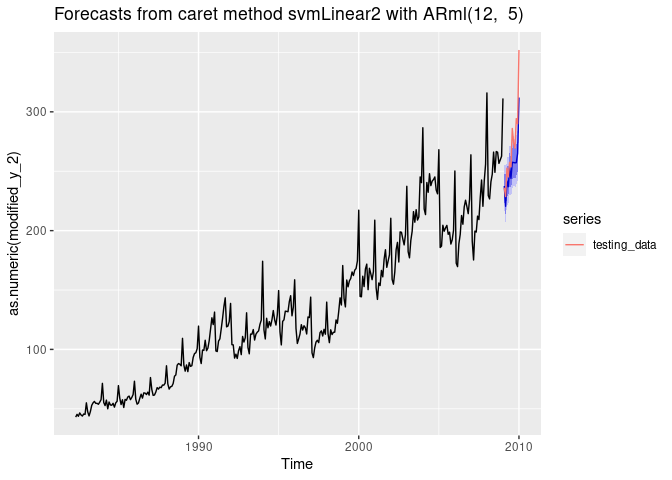 Forecasts from caret method svmLinear2 with ARml(12,  5)
as.numeric(modified_y_2)
300
200
100
1990
2000
2010
Time
series
testing_data